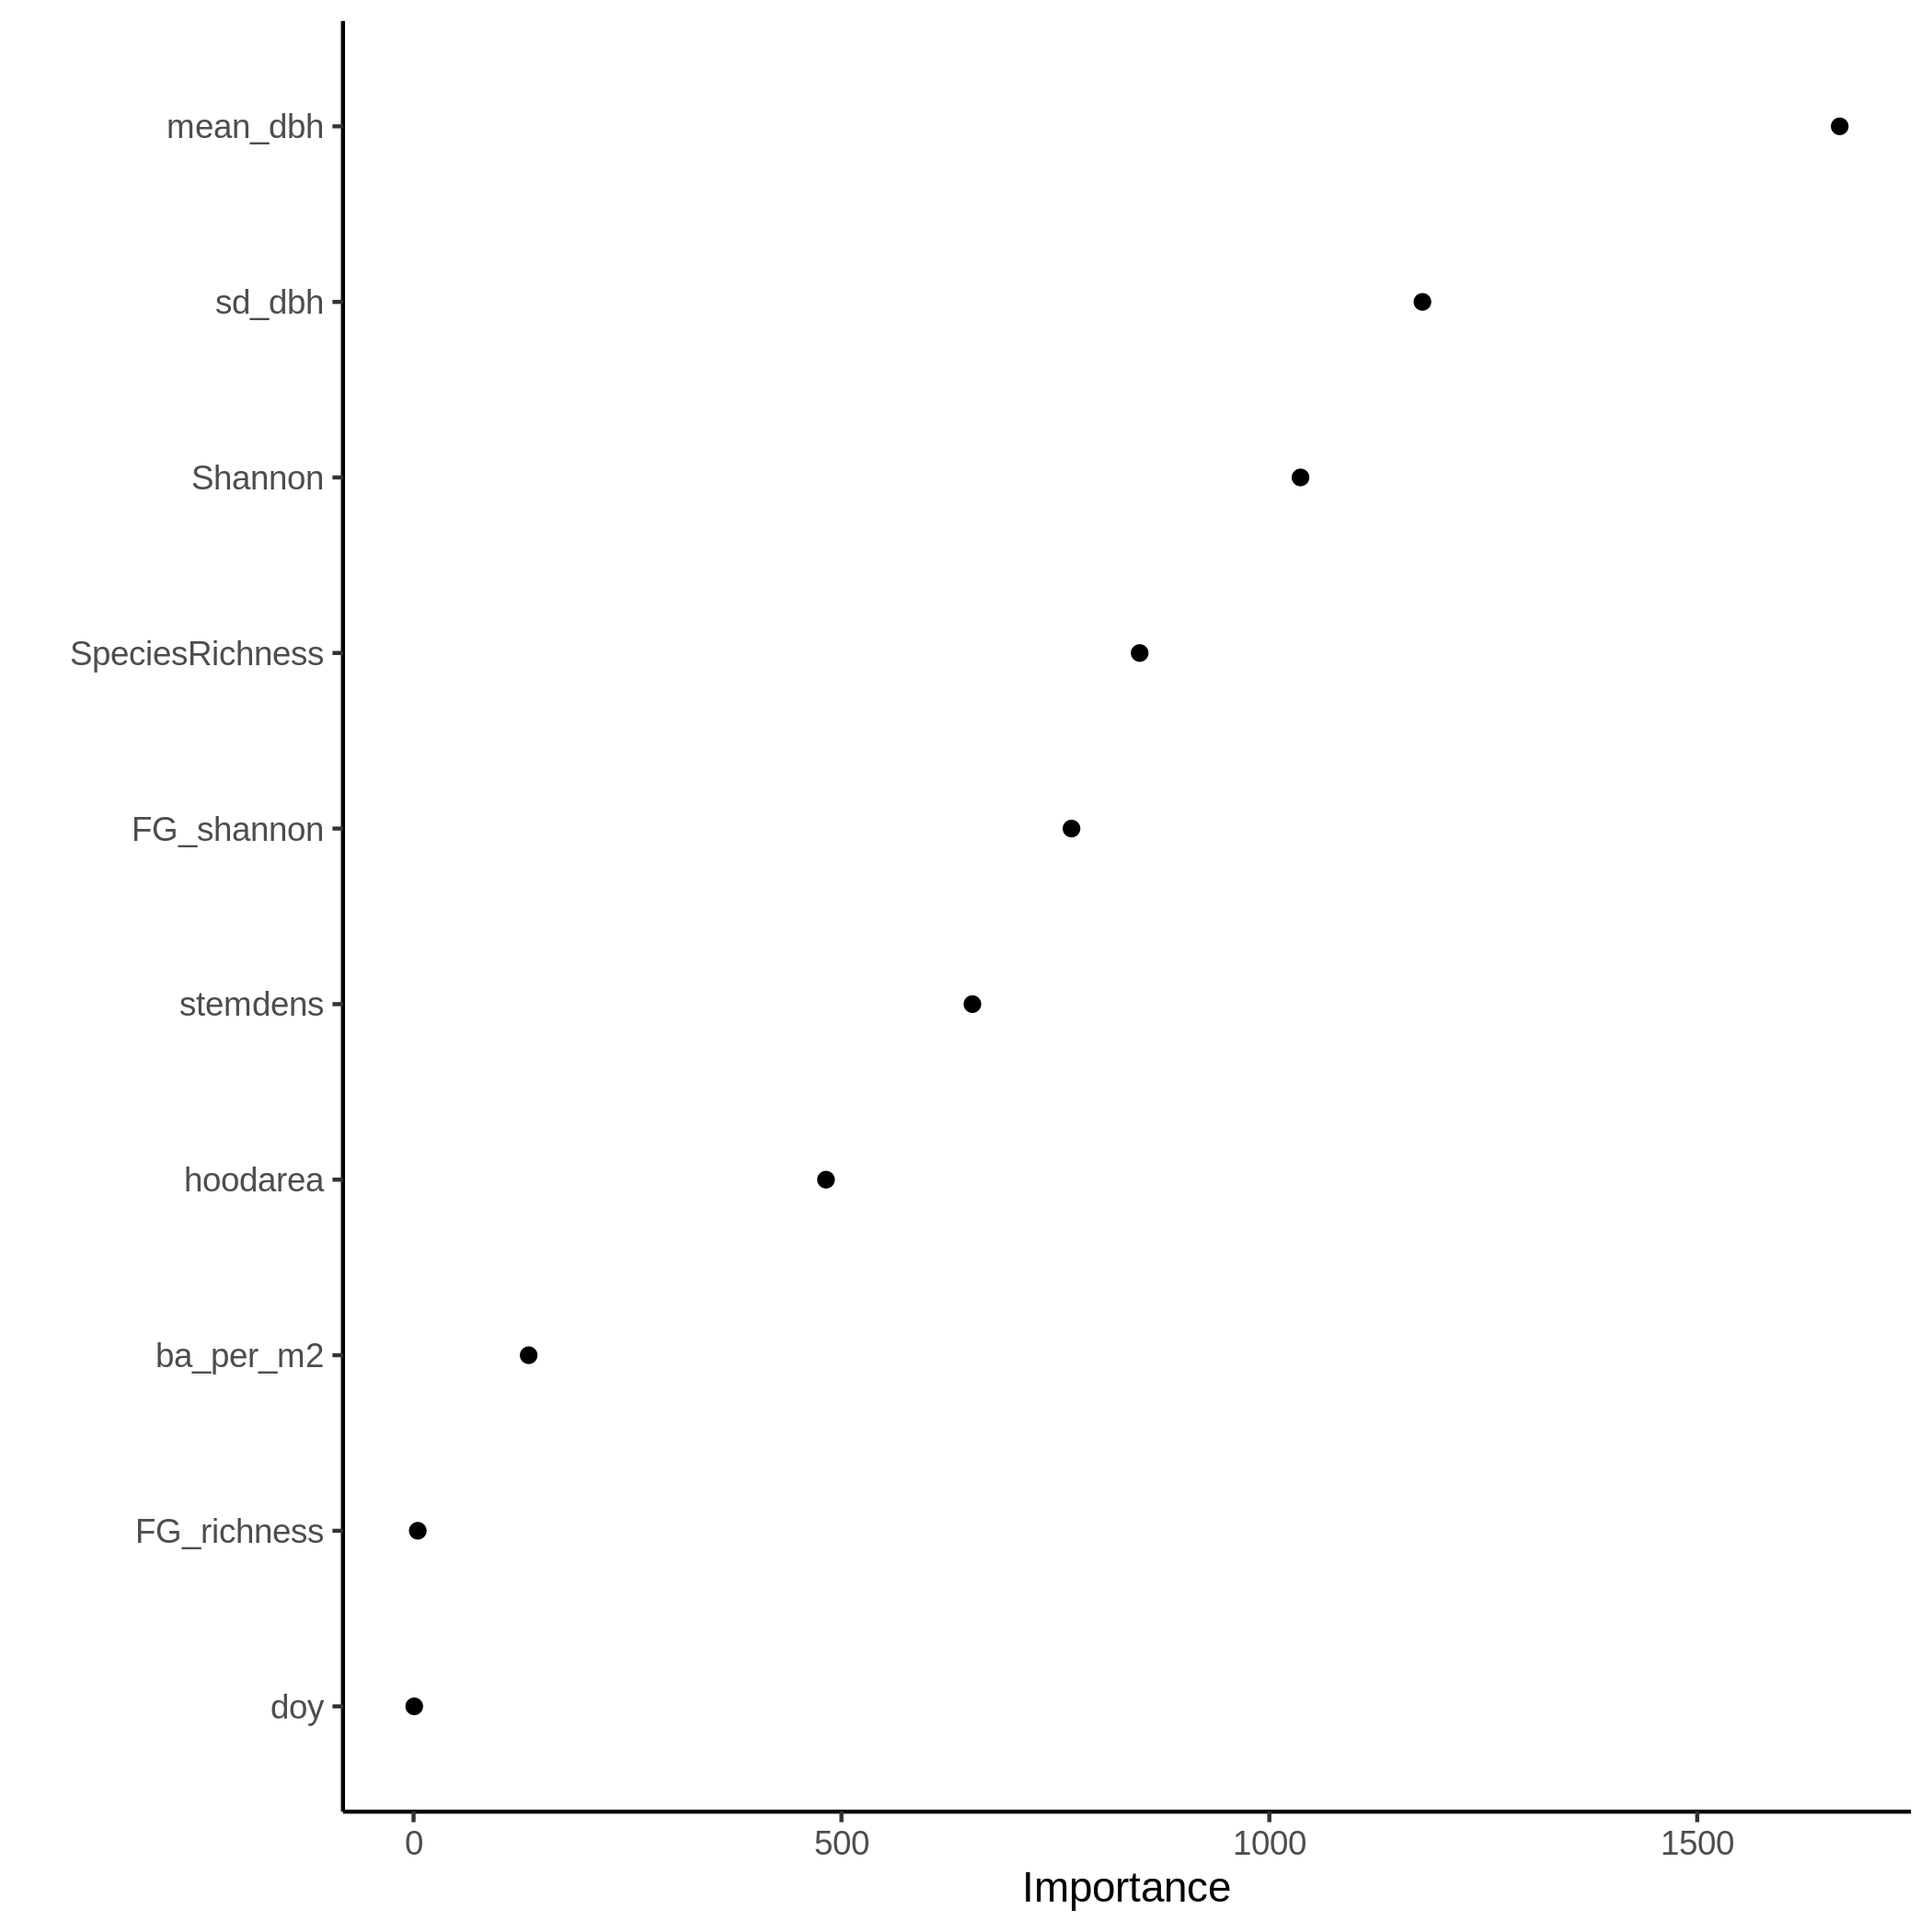 mean_dbh
sd_dbh
Shannon
SpeciesRichness
FG_shannon
stemdens
hoodarea
ba_per_m2
FG_richness
doy
0 500 1000 1500
Importance